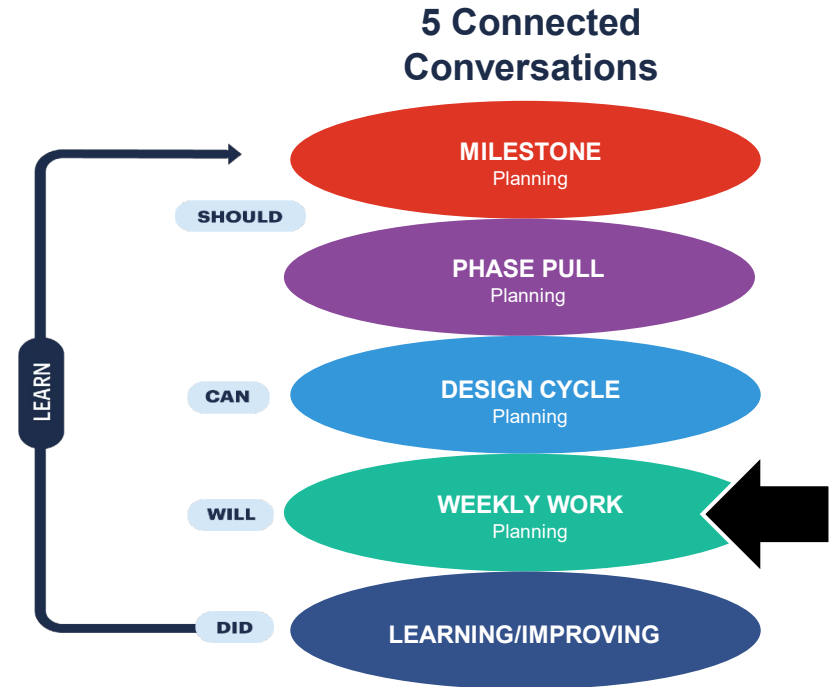 5 Connected
Conversations
MILESTONE
Planning
SHOULD
PHASE PULL
Planning
LEARN
CAN
DESIGN CYCLE
Planning
WILL
WEEKLY WORK
Planning
DID
LEARNING/IMPROVING